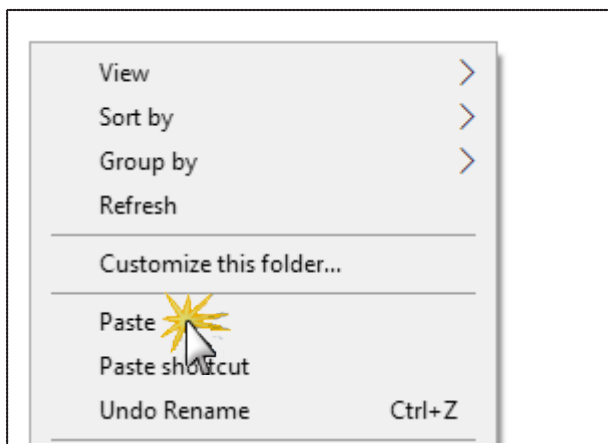 View
Sort by
Group by
Refresh
Customize this folder...
Paste
Paste shortcut
Undo Rename Ctrl+Z